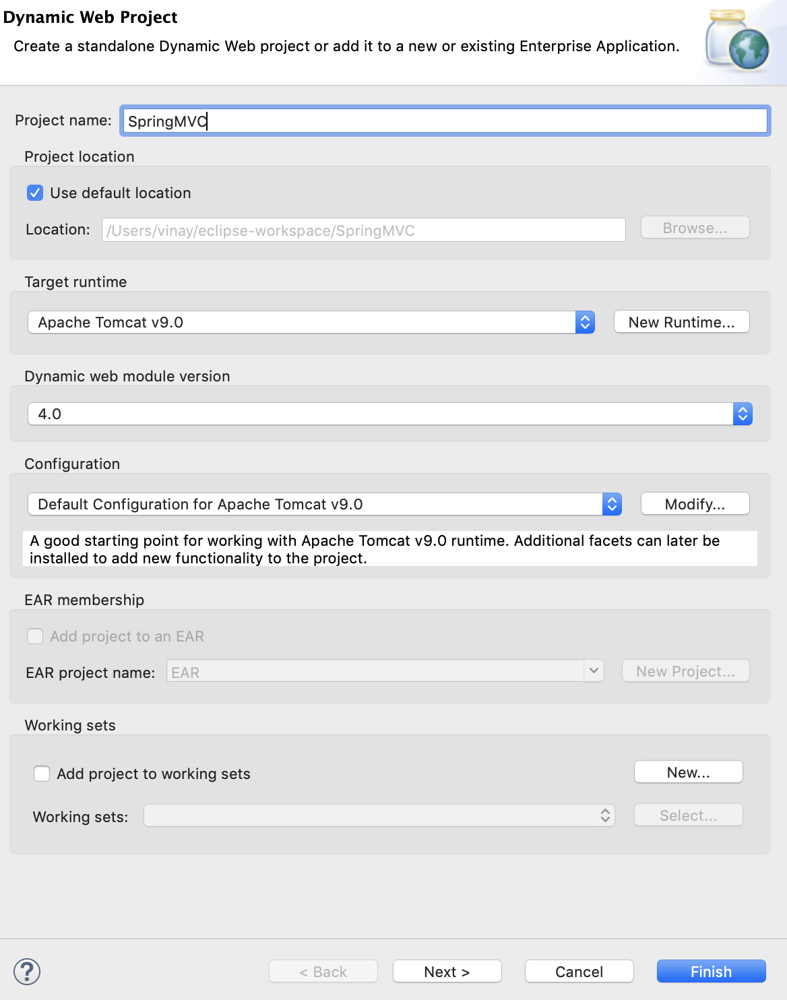 Dynamic Web Project
Create a standalone Dynamic Web project or add it to a new or existing Enterprise Application.
Project name: SpringMVC
Project location
Use default location
Location: /Users/vinay/eclipse-workspace/SpringMVC Browse...
Target runtime
Apache Tomcat v9.0 New Runtime...
Dynamic web module version
4.0
Configuration
Default Configuration for Apache Tomcat v9.0 Modify...
A good starting point for working with Apache Tomcat v9.0 runtime. Additional facets can later be
installed to add new functionality to the project.
EAR membership
Add project to an EAR
EAR project name: EAR New Project...
Working sets
Add project to working sets New...
Working sets: Select...
? < Back Next > Cancel Finish